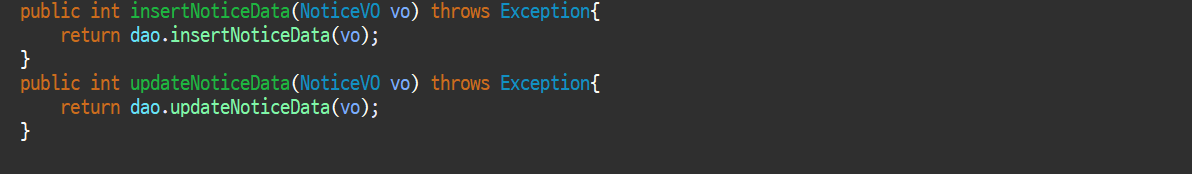 public int insertNoticeData(NoticeVO vo) throws Exception{
    return dao.insertNoticeData(vo);
}
public int updateNoticeData(NoticeVO vo) throws Exception{
    return dao.updateNoticeData(vo);
}